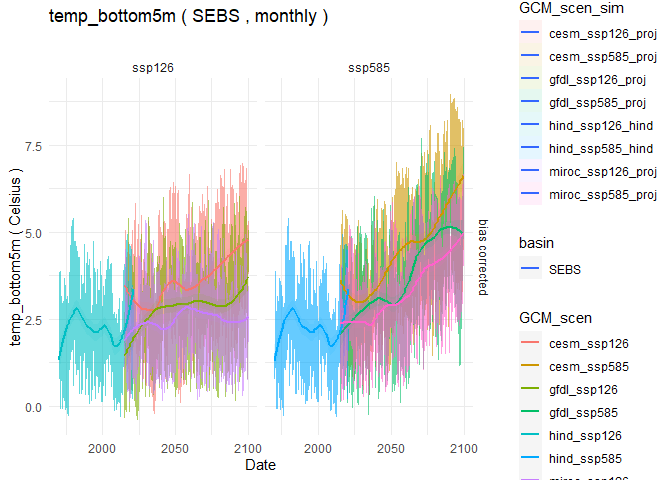 temp_bottom5m ( SEBS , monthly )
ssp126
ssp585
7.5
5.0
2.5
0.0
temp_bottom5m ( Celsius )
bias corrected
2000
2050
2100
2000
2050
2100
Date
GCM_scen_sim
cesm_ssp126_proj
cesm_ssp585_proj
gfdl_ssp126_proj
gfdl_ssp585_proj
hind_ssp126_hind
hind_ssp585_hind
miroc_ssp126_proj
miroc_ssp585_proj
basin
SEBS
GCM_scen
cesm_ssp126
cesm_ssp585
gfdl_ssp126
gfdl_ssp585
hind_ssp126
hind_ssp585
miroc_ssp126